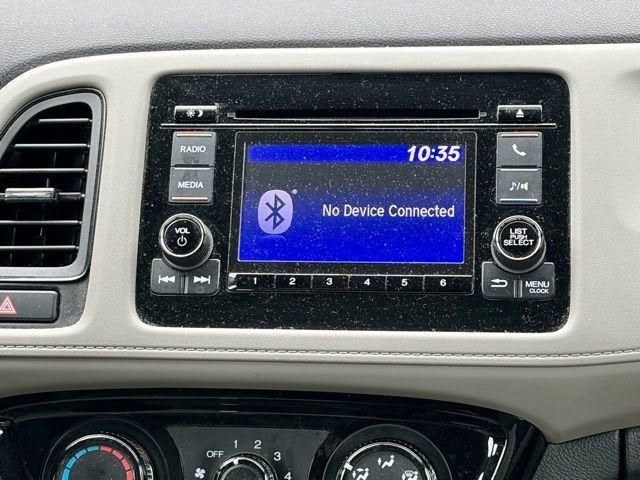 10:35
RADIO
MEDIA
No Device Connected
VOL
LIST
PUSH
SELECT
1 2 3 4 5 6
MENU
CLOCK
OFF 1 2 3 4